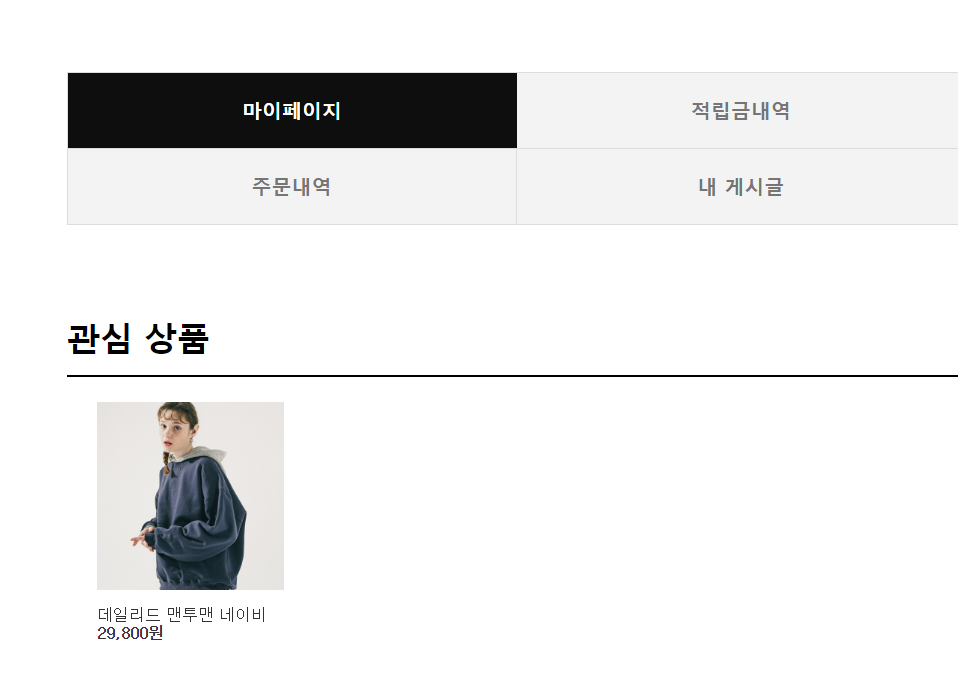 마이페이지
적립금내역
주문내역
내 게시글
관심 상품
데일리드 맨투맨 네이비
29,800원